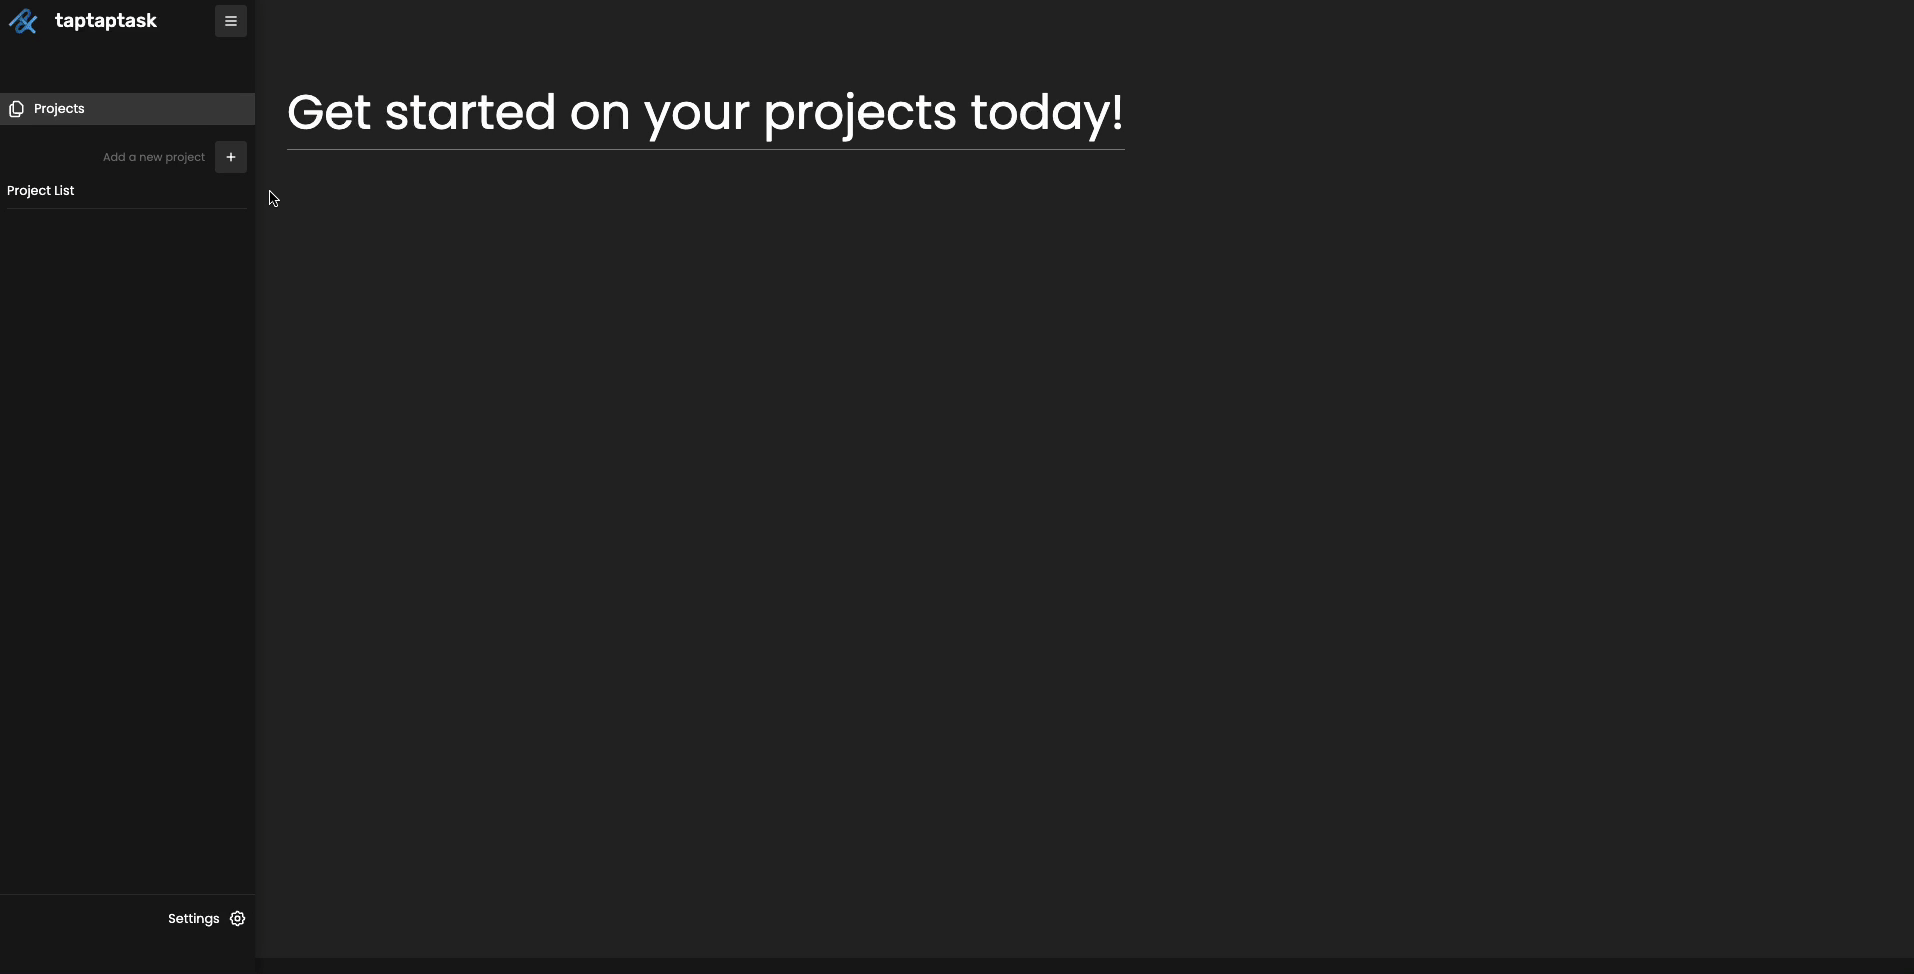 taptaptask
Projects
Add a new project
Project List
Get started on your projects today!
Settings